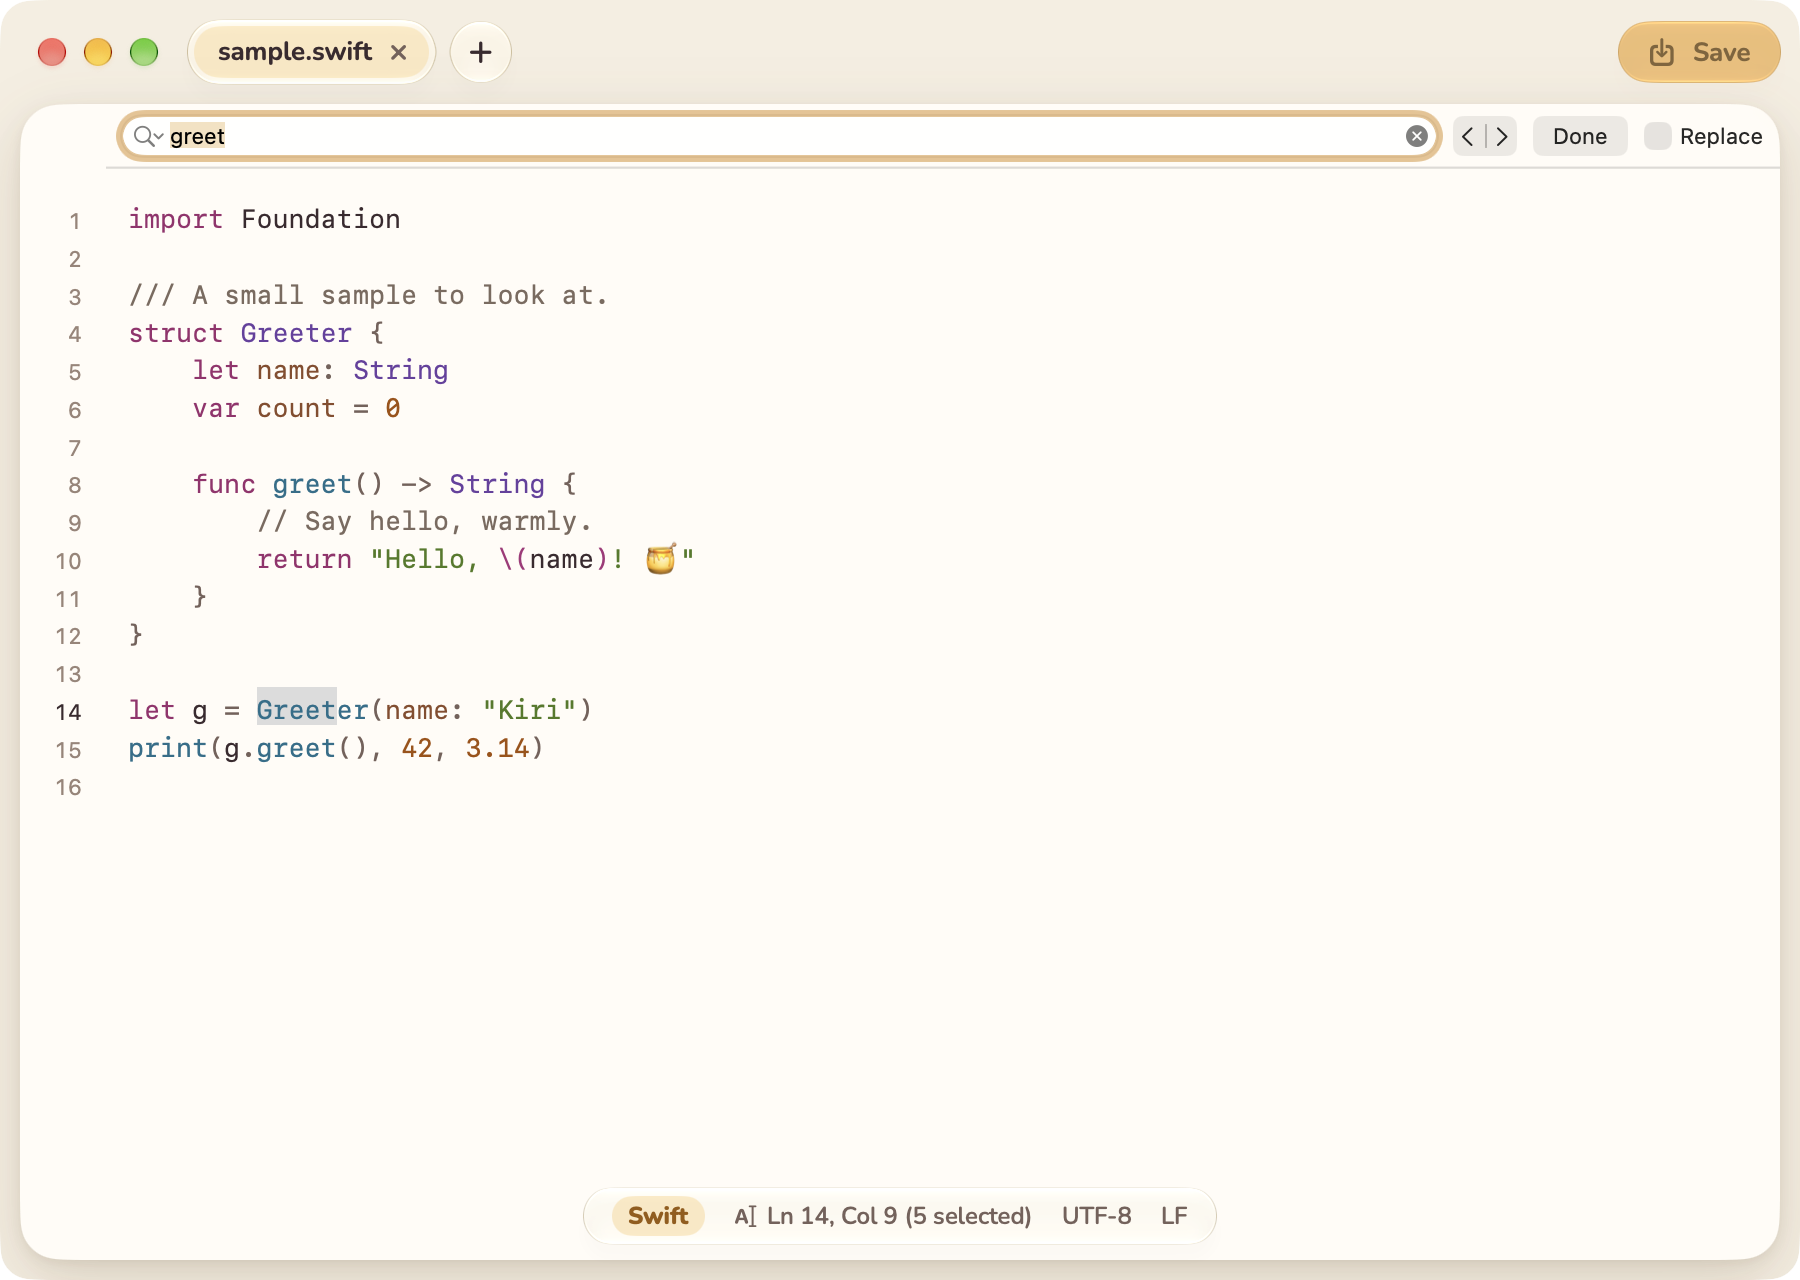 sample.swift
Save
greet
Done
Replace
1 import Foundation
2
3 /// A small sample to look at.
4 struct Greeter {
5     let name: String
6     var count = 0
7
8     func greet() -> String {
9         // Say hello, warmly.
10         return "Hello, \(name)! 🍯"
11     }
12 }
13
14 let g = Greeter(name: "Kiri")
15 print(g.greet(), 42, 3.14)
16
Swift A Ln 14, Col 9 (5 selected) UTF-8 LF